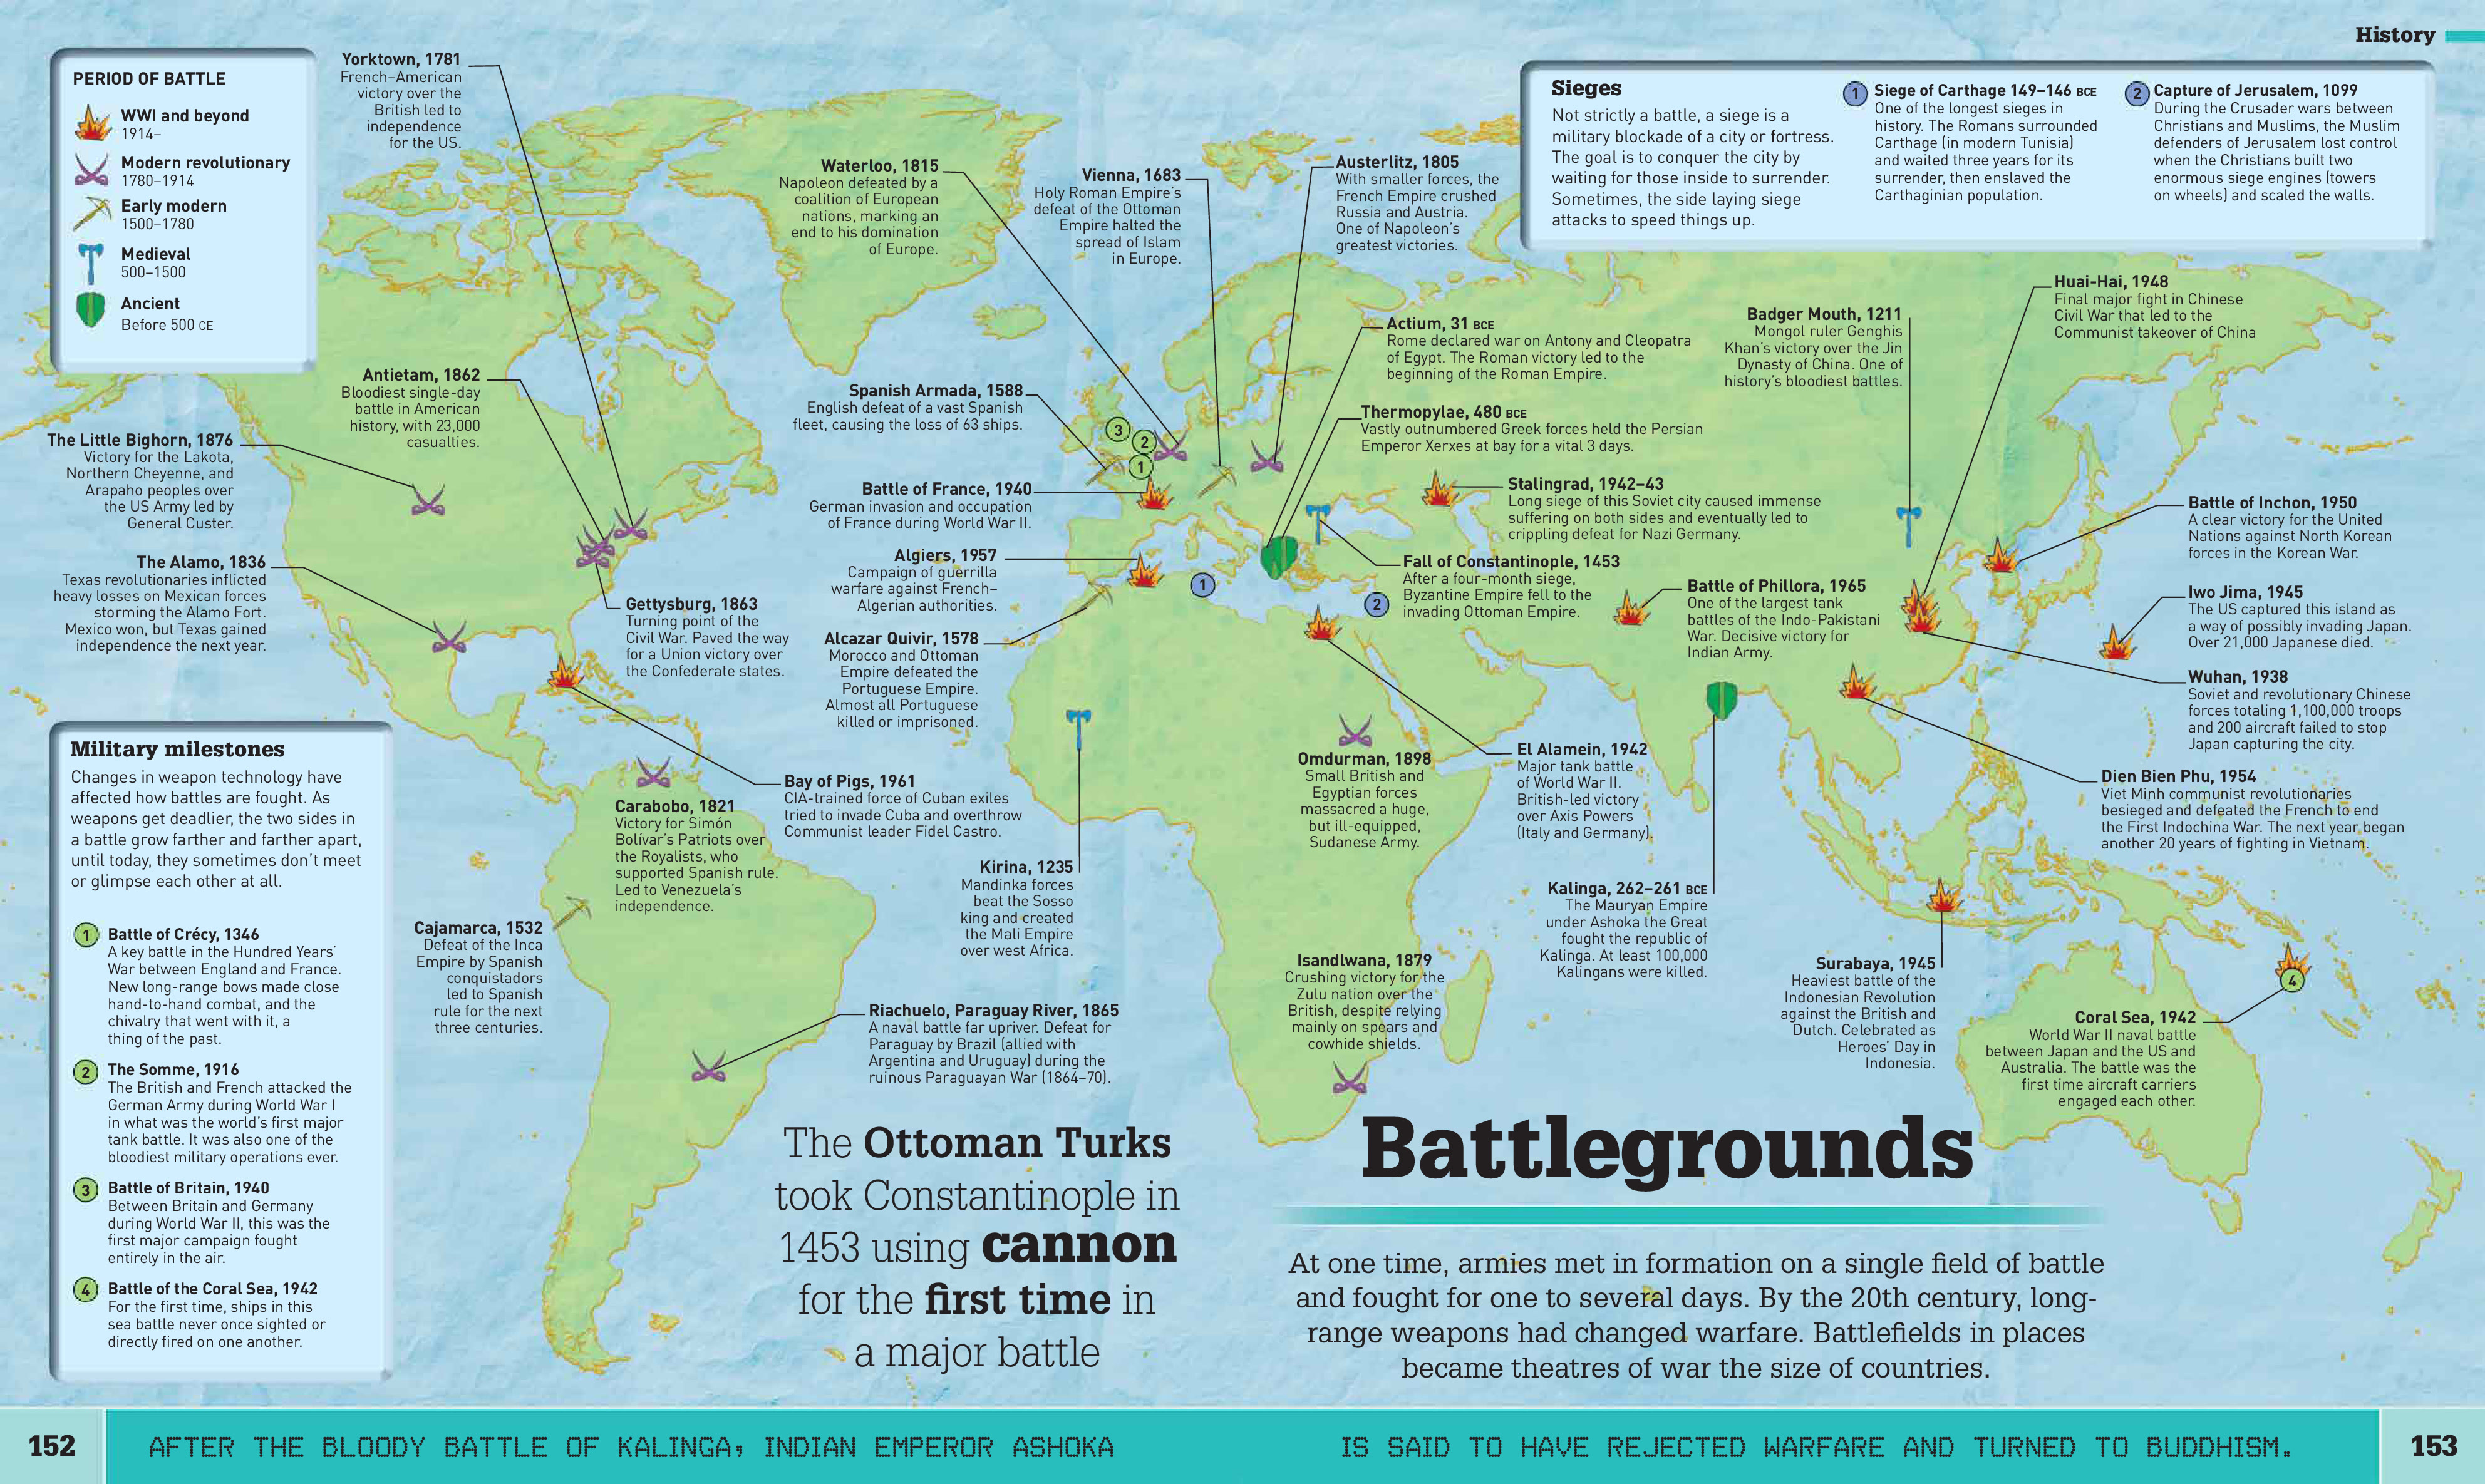 History
PERIOD OF BATTLE
WWI and beyond
1914–
Modern revolutionary
1780–1914
Early modern
1500–1780
Medieval
500–1500
Ancient
Before 500 CE
Yorktown, 1781
French–American
victory over the
British led to
independence
for the US.
Waterloo, 1815
Napoleon defeated by a
coalition of European
nations, marking an
end to his domination
of Europe.
Vienna, 1683
Holy Roman Empire's
defeat of the Ottoman
Empire halted the
spread of Islam
in Europe.
Austerlitz, 1805
With smaller forces, the
French Empire crushed
Russia and Austria.
One of Napoleon's
greatest victories.
Sieges
Not strictly a battle, a siege is a
military blockade of a city or fortress.
The goal is to conquer the city by
waiting for those inside to surrender.
Sometimes, the side laying siege
attacks to speed things up.
1 Siege of Carthage 149–146 BCE
One of the longest sieges in
history. The Romans surrounded
Carthage (in modern Tunisia)
and waited three years for its
surrender, then enslaved the
Carthaginian population.
2 Capture of Jerusalem, 1099
During the Crusader wars between
Christians and Muslims, the Muslim
defenders of Jerusalem lost control
when the Christians built two
enormous siege engines (towers
on wheels) and scaled the walls.
Antietam, 1862
Bloodiest single-day
battle in American
history, with 23,000
casualties.
The Little Bighorn, 1876
Victory for the Lakota,
Northern Cheyenne, and
Arapaho peoples over
the US Army led by
General Custer.
The Alamo, 1836
Texas revolutionaries inflicted
heavy losses on Mexican forces
storming the Alamo Fort.
Mexico won, but Texas gained
independence the next year.
Gettysburg, 1863
Turning point of the
Civil War. Paved the way
for a Union victory over
the Confederate states.
Spanish Armada, 1588
English defeat of a vast Spanish
fleet, causing the loss of 63 ships.
3
2
1
Battle of France, 1940
German invasion and occupation
of France during World War II.
Algiers, 1957
Campaign of guerrilla
warfare against French–
Algerian authorities.
Alcazar Quivir, 1578
Morocco and Ottoman
Empire defeated the
Portuguese Empire.
Almost all Portuguese
killed or imprisoned.
1
2
Actium, 31 BCE
Rome declared war on Antony and Cleopatra
of Egypt. The Roman victory led to the
beginning of the Roman Empire.
Thermopylae, 480 BCE
Vastly outnumbered Greek forces held the Persian
Emperor Xerxes at bay for a vital 3 days.
Stalingrad, 1942–43
Long siege of this Soviet city caused immense
suffering on both sides and eventually led to
crippling defeat for Nazi Germany.
Fall of Constantinople, 1453
After a four-month siege,
Byzantine Empire fell to the
invading Ottoman Empire.
Badger Mouth, 1211
Mongol ruler Genghis
Khan's victory over the Jin
Dynasty of China. One of
history's bloodiest battles.
Huai-Hai, 1948
Final major fight in Chinese
Civil War that led to the
Communist takeover of China
Battle of Phillora, 1965
One of the largest tank
battles of the Indo-Pakistani
War. Decisive victory for
Indian Army.
Battle of Inchon, 1950
A clear victory for the United
Nations against North Korean
forces in the Korean War.
Iwo Jima, 1945
The US captured this island as
a way of possibly invading Japan.
Over 21,000 Japanese died.
Wuhan, 1938
Soviet and revolutionary Chinese
forces totaling 1,100,000 troops
and 200 aircraft failed to stop
Japan capturing the city.
Dien Bien Phu, 1954
Viet Minh communist revolutionaries
besieged and defeated the French to end
the First Indochina War. The next year began
another 20 years of fighting in Vietnam.
Military milestones
Changes in weapon technology have
affected how battles are fought. As
weapons get deadlier, the two sides in
a battle grow farther and farther apart,
until today, they sometimes don't meet
or glimpse each other at all.
1 Battle of Crécy, 1346
A key battle in the Hundred Years'
War between England and France.
New long-range bows made close
hand-to-hand combat, and the
chivalry that went with it, a
thing of the past.
2 The Somme, 1916
The British and French attacked the
German Army during World War I
in what was the world's first major
tank battle. It was also one of the
bloodiest military operations ever.
3 Battle of Britain, 1940
Between Britain and Germany
during World War II, this was the
first major campaign fought
entirely in the air.
4 Battle of the Coral Sea, 1942
For the first time, ships in this
sea battle never once sighted or
directly fired on one another.
Bay of Pigs, 1961
CIA-trained force of Cuban exiles
tried to invade Cuba and overthrow
Communist leader Fidel Castro.
Carabobo, 1821
Victory for Simón
Bolívar's Patriots over
the Royalists, who
supported Spanish rule.
Led to Venezuela's
independence.
Cajamarca, 1532
Defeat of the Inca
Empire by Spanish
conquistadors
led to Spanish
rule for the next
three centuries.
Kirina, 1235
Mandinka forces
beat the Sosso
king and created
the Mali Empire
over west Africa.
Riachuelo, Paraguay River, 1865
A naval battle far upriver. Defeat for
Paraguay by Brazil (allied with
Argentina and Uruguay) during the
ruinous Paraguayan War (1864–70).
Omdurman, 1898
Small British and
Egyptian forces
massacred a huge,
but ill-equipped,
Sudanese Army.
El Alamein, 1942
Major tank battle
of World War II.
British-led victory
over Axis Powers
(Italy and Germany).
Kalinga, 262–261 BCE
The Mauryan Empire
under Ashoka the Great
fought the republic of
Kalinga. At least 100,000
Kalingans were killed.
Isandlwana, 1879
Crushing victory for the
Zulu nation over the
British, despite relying
mainly on spears and
cowhide shields.
Surabaya, 1945
Heaviest battle of the
Indonesian Revolution
against the British and
Dutch. Celebrated as
Heroes' Day in
Indonesia.
4
Coral Sea, 1942
World War II naval battle
between Japan and the US and
Australia. The battle was the
first time aircraft carriers
engaged each other.
The Ottoman Turks
took Constantinople in
1453 using cannon
for the first time in
a major battle
Battlegrounds
At one time, armies met in formation on a single field of battle
and fought for one to several days. By the 20th century, long-
range weapons had changed warfare. Battlefields in places
became theatres of war the size of countries.
152
AFTER THE BLOODY BATTLE OF KALINGA, INDIAN EMPEROR ASHOKA
IS SAID TO HAVE REJECTED WARFARE AND TURNED TO BUDDHISM.
153